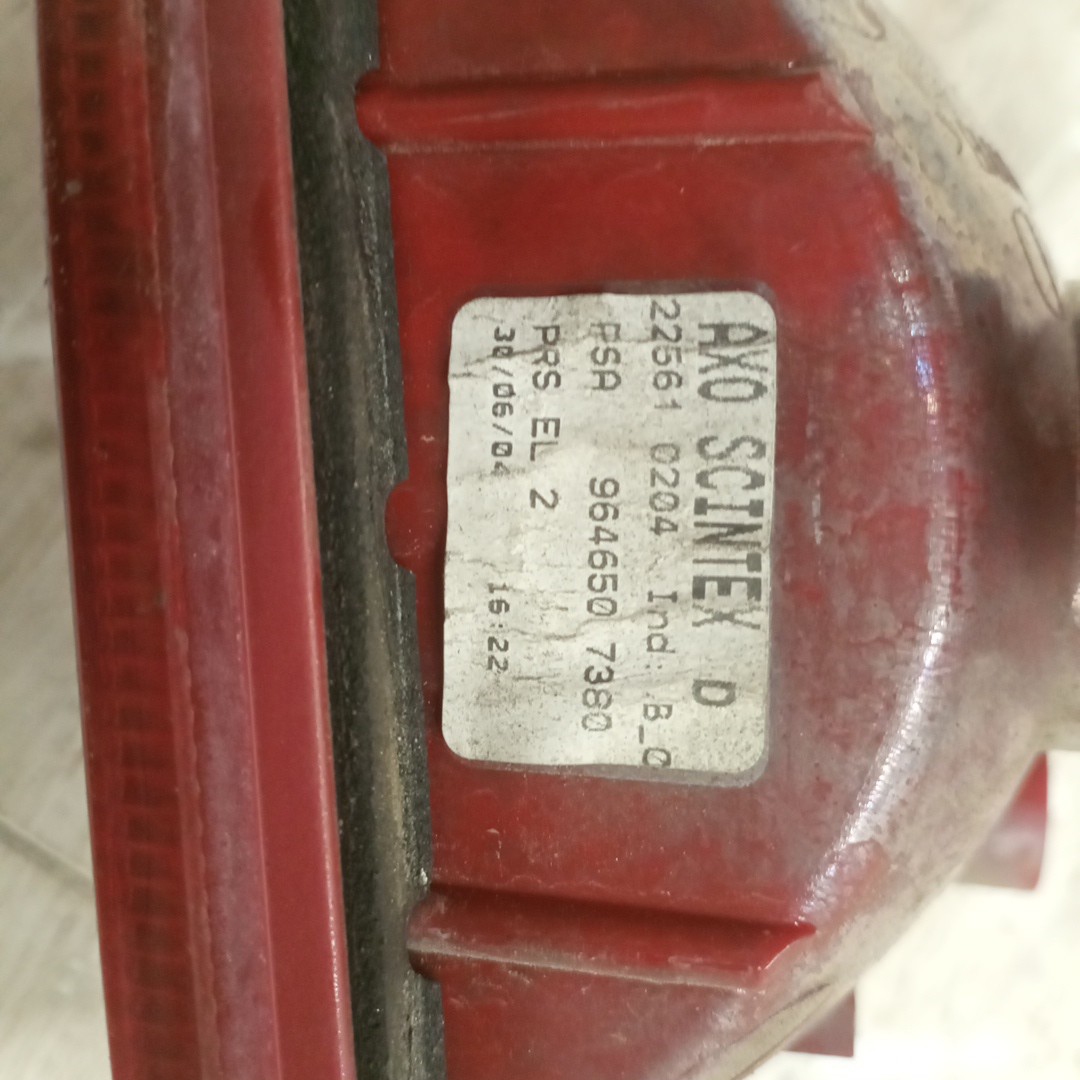 AXO SCINTEX D
22561 0204 Ind: B_0
PSA 964650 7380
PRS EL 2
30/06/04 16:22